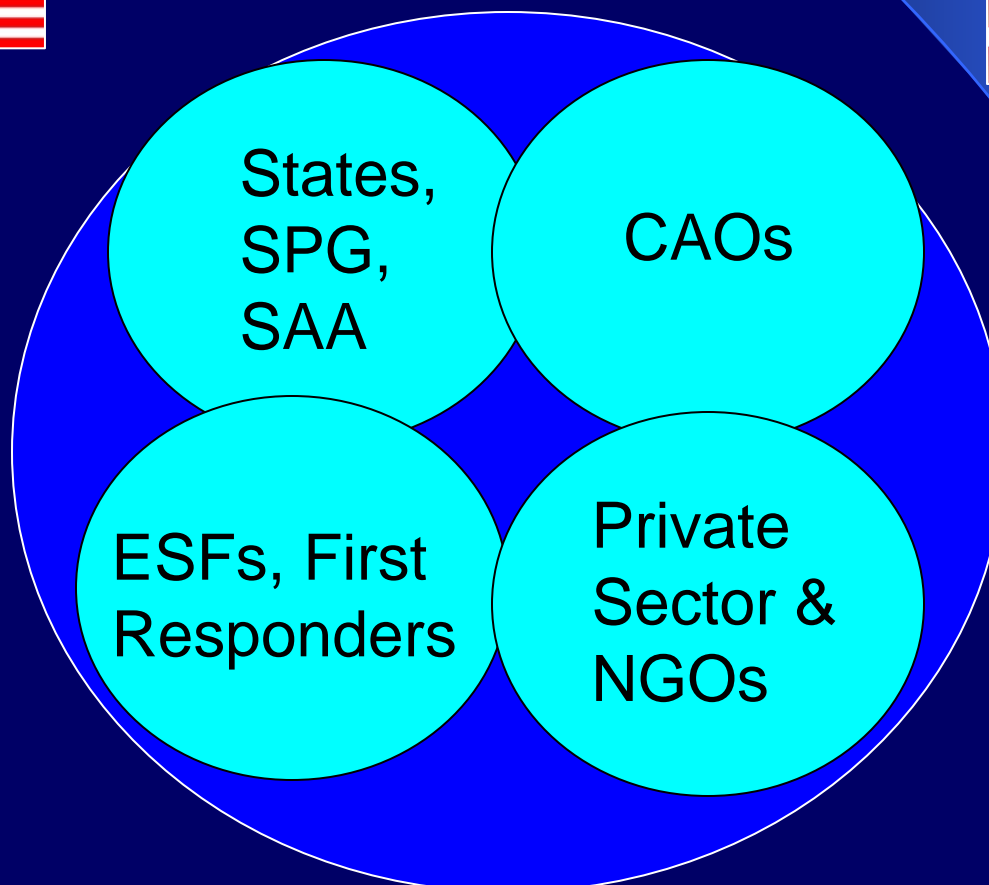 States,
SPG,
SAA
CAOs
ESFs, First
Responders
Private
Sector &
NGOs